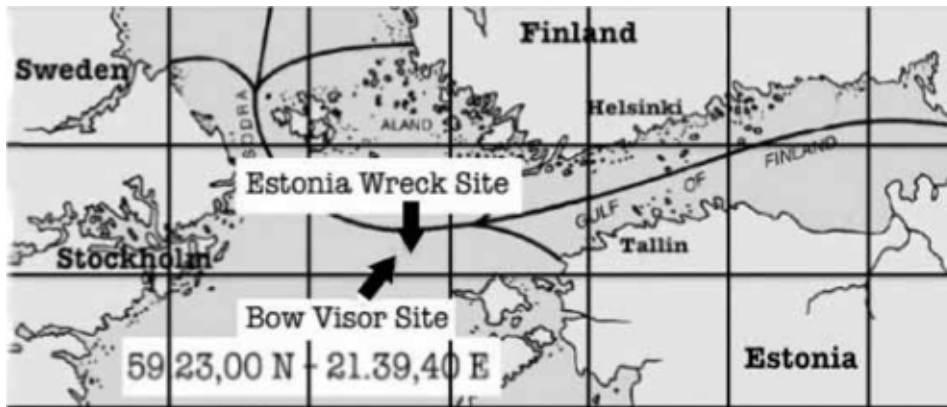 Finland
Sweden
Helsinki
SODRA
ALAND
FINLAND
Estonia Wreck Site
OF
GULF
Tallin
Stockholm
Bow Visor Site
59 23,00 N - 21.39,40 E
Estonia